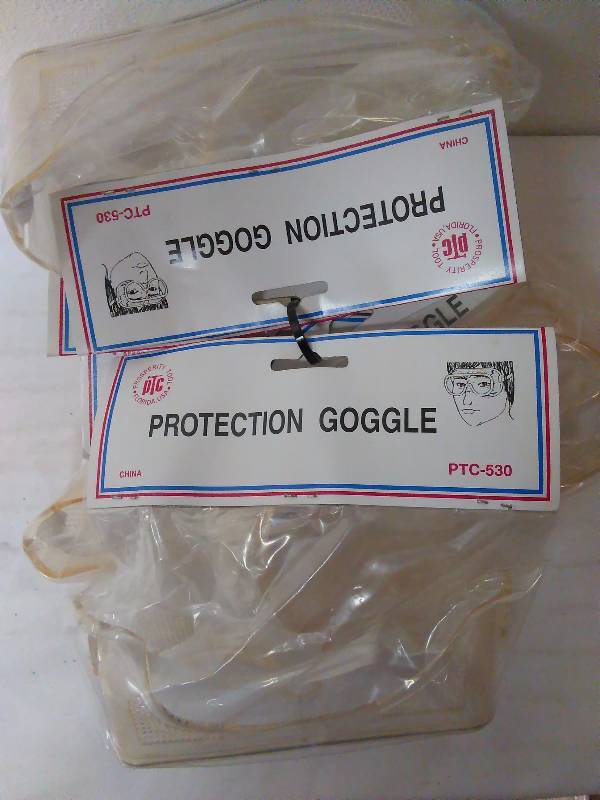 CHINA
PTC-530
PROTECTION GOGGLE
PROSPERITY TOOL
PTC
FLORIDA, USA
GGLE
PROSPERITY TOOL
PTC
FLORIDA, USA
PROTECTION GOGGLE
CHINA
PTC-530